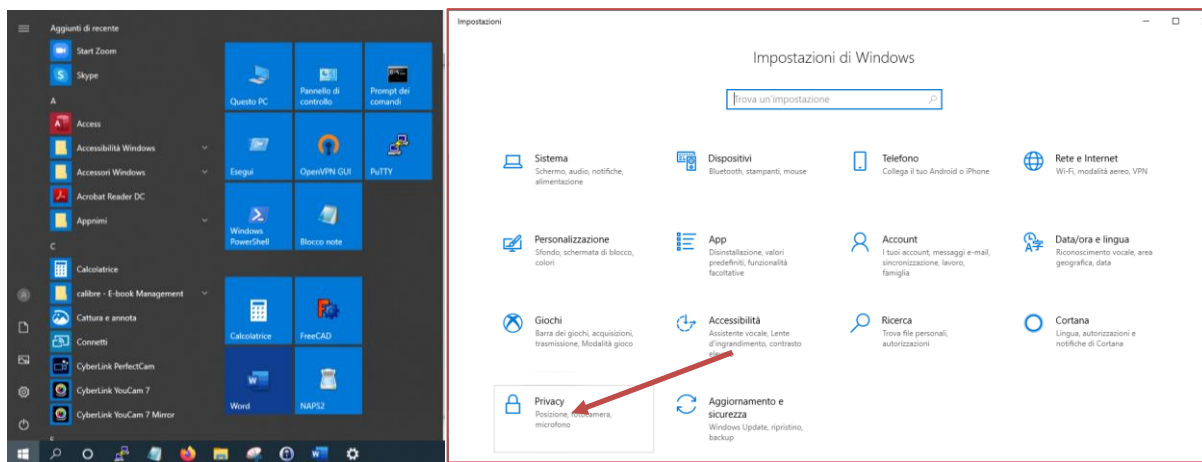 Aggiunti di recente
Start Zoom
Skype
A
Access
Accessibilità Windows
Accessori Windows
Acrobat Reader DC
Appnimi
C
Calcolatrice
calibre - E-book Management
Cattura e annota
Connetti
CyberLink PerfectCam
CyberLink YouCam 7
CyberLink YouCam 7 Mirror
Questo PC
Pannello di
controllo
Prompt dei
comandi
Esegui
OpenVPN GUI
PuTTY
Windows
PowerShell
Blocco note
Calcolatrice
FreeCAD
Word
NAPS2
Impostazioni
Impostazioni di Windows
Trova un'impostazione
Sistema
Schermo, audio, notifiche,
alimentazione
Dispositivi
Bluetooth, stampanti, mouse
Telefono
Collega il tuo Android o iPhone
Rete e Internet
Wi-Fi, modalità aereo, VPN
Personalizzazione
Sfondo, schermata di blocco,
colori
App
Disinstallazione, valori
predefiniti, funzionalità
facoltative
Account
I tuoi account, messaggi e-mail,
sincronizzazione, lavoro,
famiglia
Data/ora e lingua
Riconoscimento vocale, area
geografica, data
Giochi
Barra dei giochi, acquisizioni,
trasmissione, Modalità gioco
Accessibilità
Assistente vocale, Lente
d'ingrandimento, contrasto
Ricerca
Trova file personali,
autorizzazioni
Cortana
Lingua, autorizzazioni e
notifiche di Cortana
Privacy
Posizione, fotocamera,
microfono
Aggiornamento e
sicurezza
Windows Update, ripristino,
backup